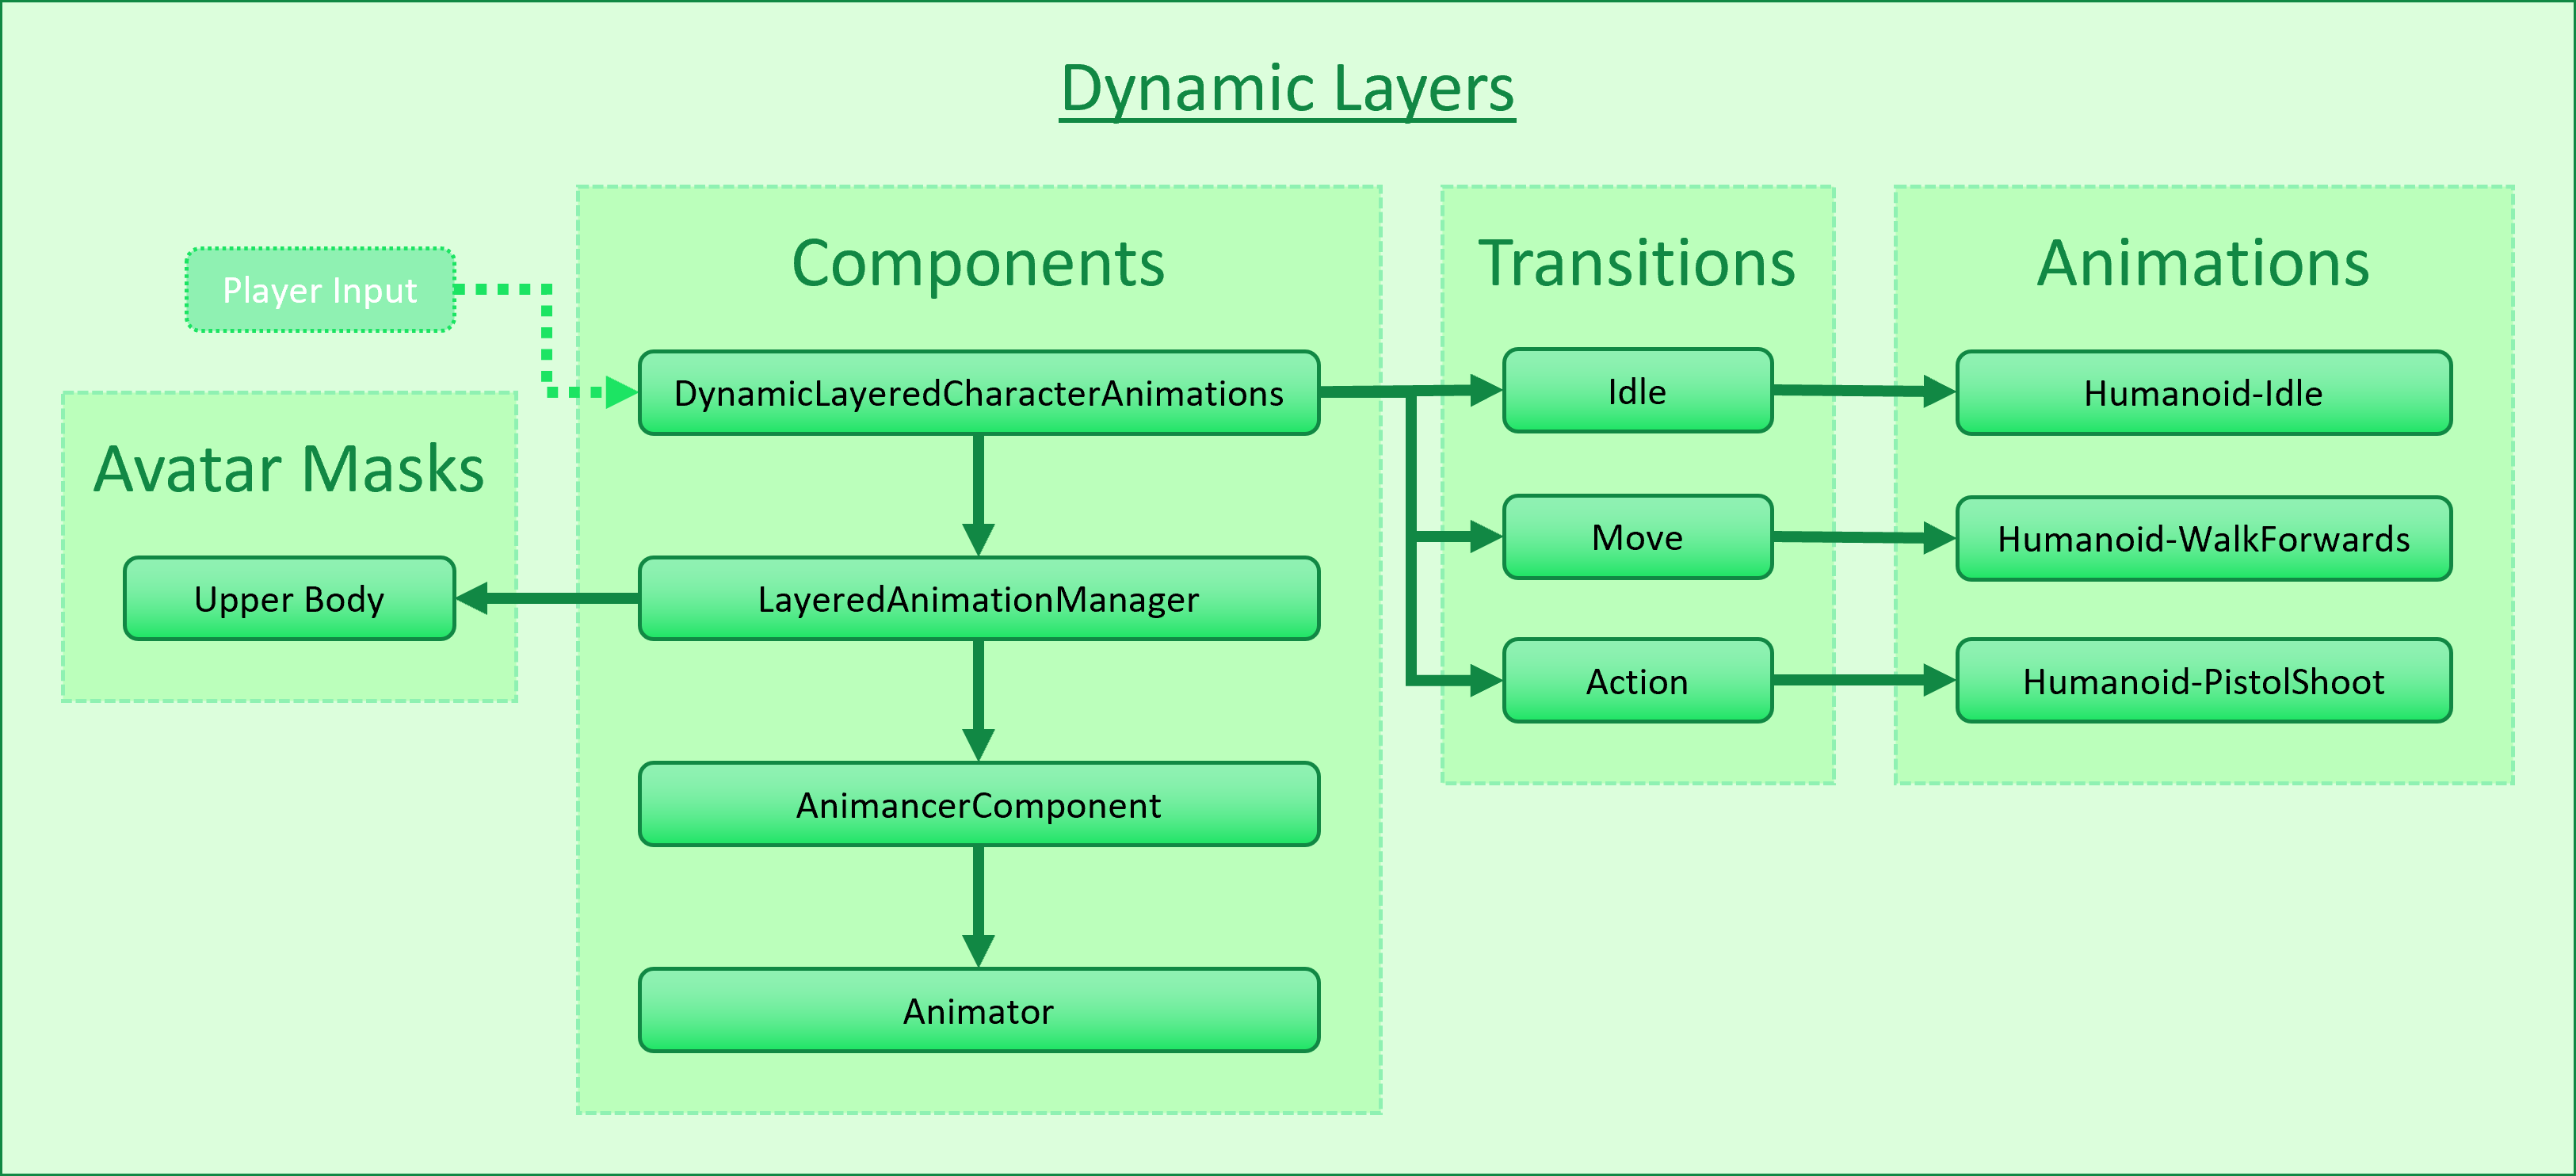 Dynamic Layers
Player Input
Avatar Masks
Upper Body
Components
DynamicLayeredCharacterAnimations
LayeredAnimationManager
AnimancerComponent
Animator
Transitions
Idle
Move
Action
Animations
Humanoid-Idle
Humanoid-WalkForwards
Humanoid-PistolShoot